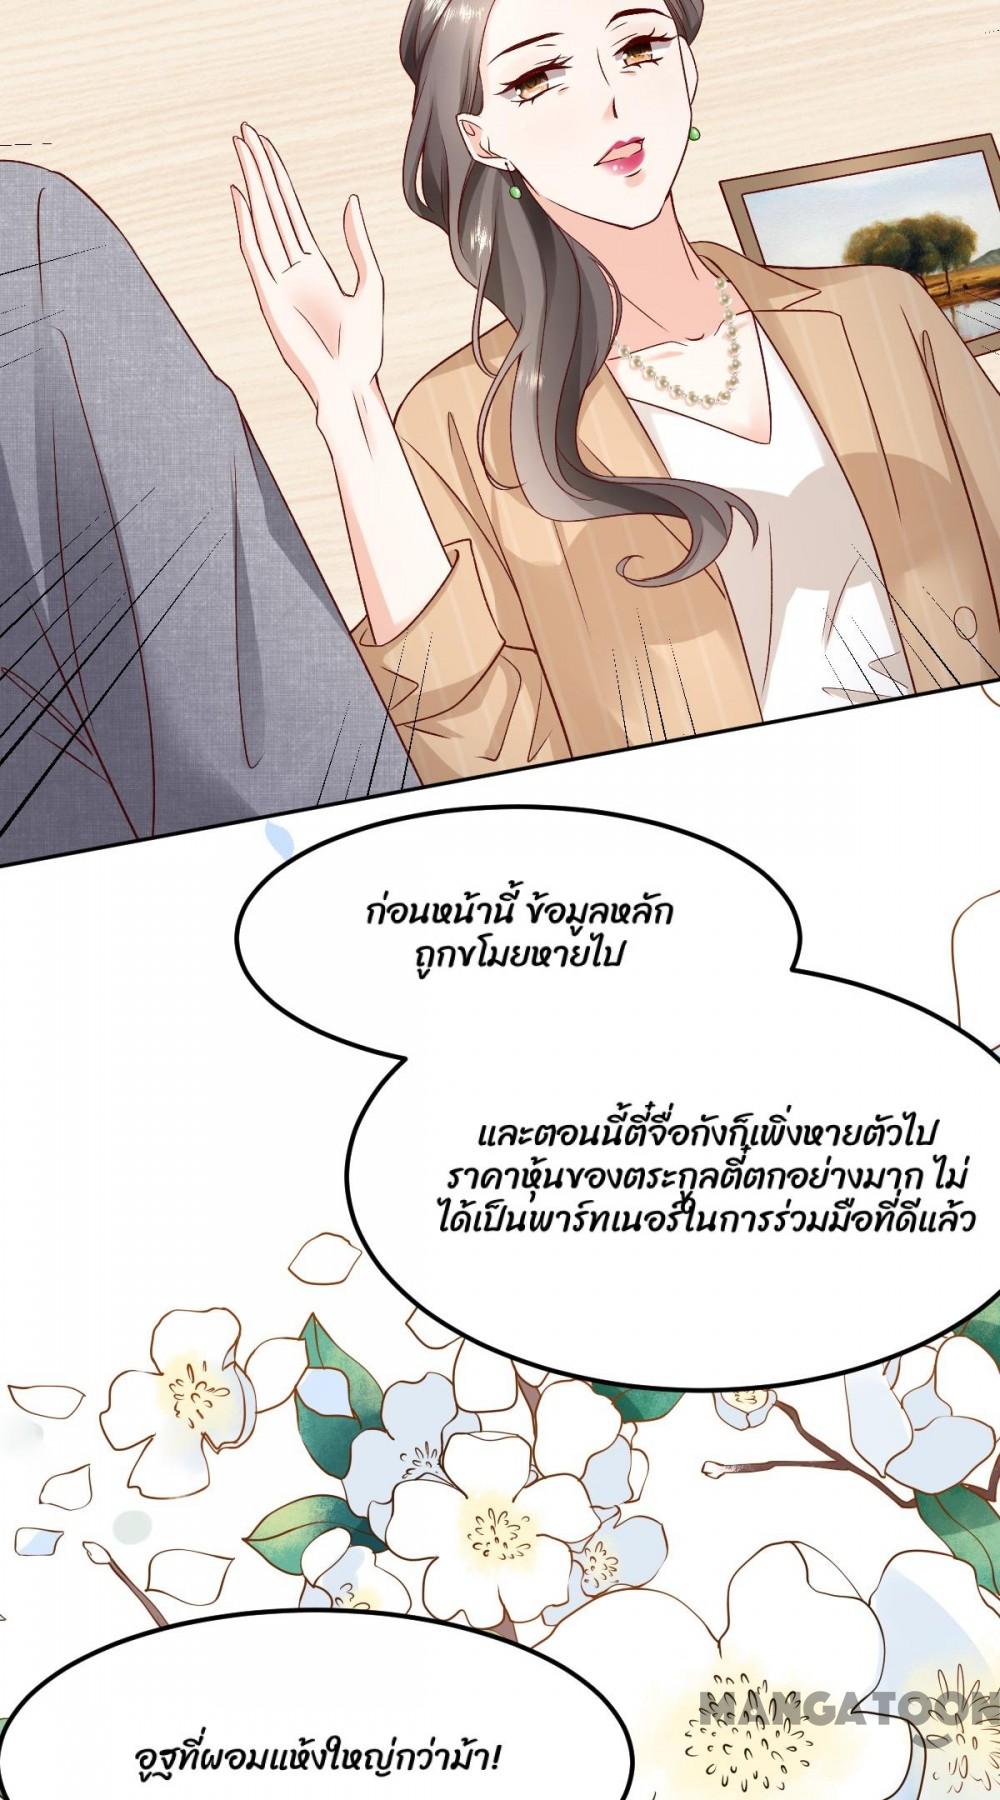 ก่อนหน้านี้ ข้อมูลหลัก
ถูกขโมยหายไป
และตอนนี้ตี๋จื่อกังก็เพิ่งหายตัวไป
ราคาหุ้นของตระกูลตี๋ตกอย่างมาก ไม่
ได้เป็นพาร์ทเนอร์ในการร่วมมือที่ดีแล้ว
MANGATOON
อูฐที่ผอมแห้งใหญ่กว่าม้า!